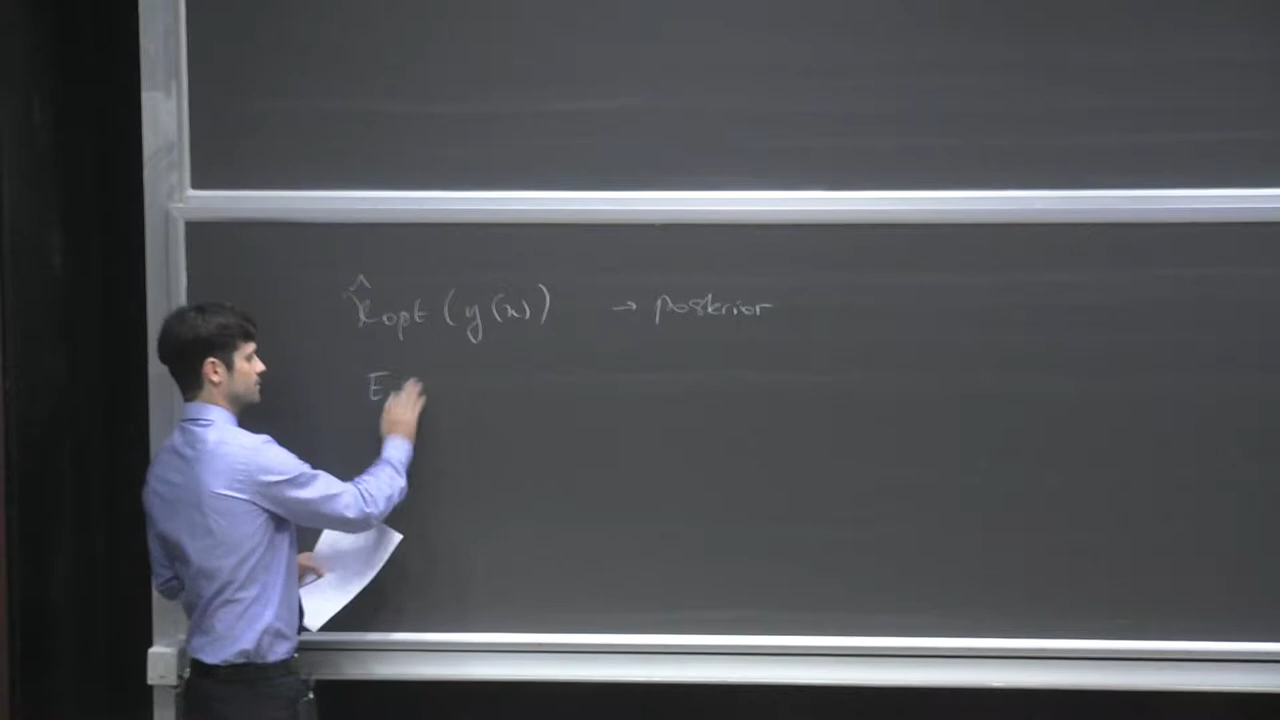 x̂opt (y(x)) → posterior
E